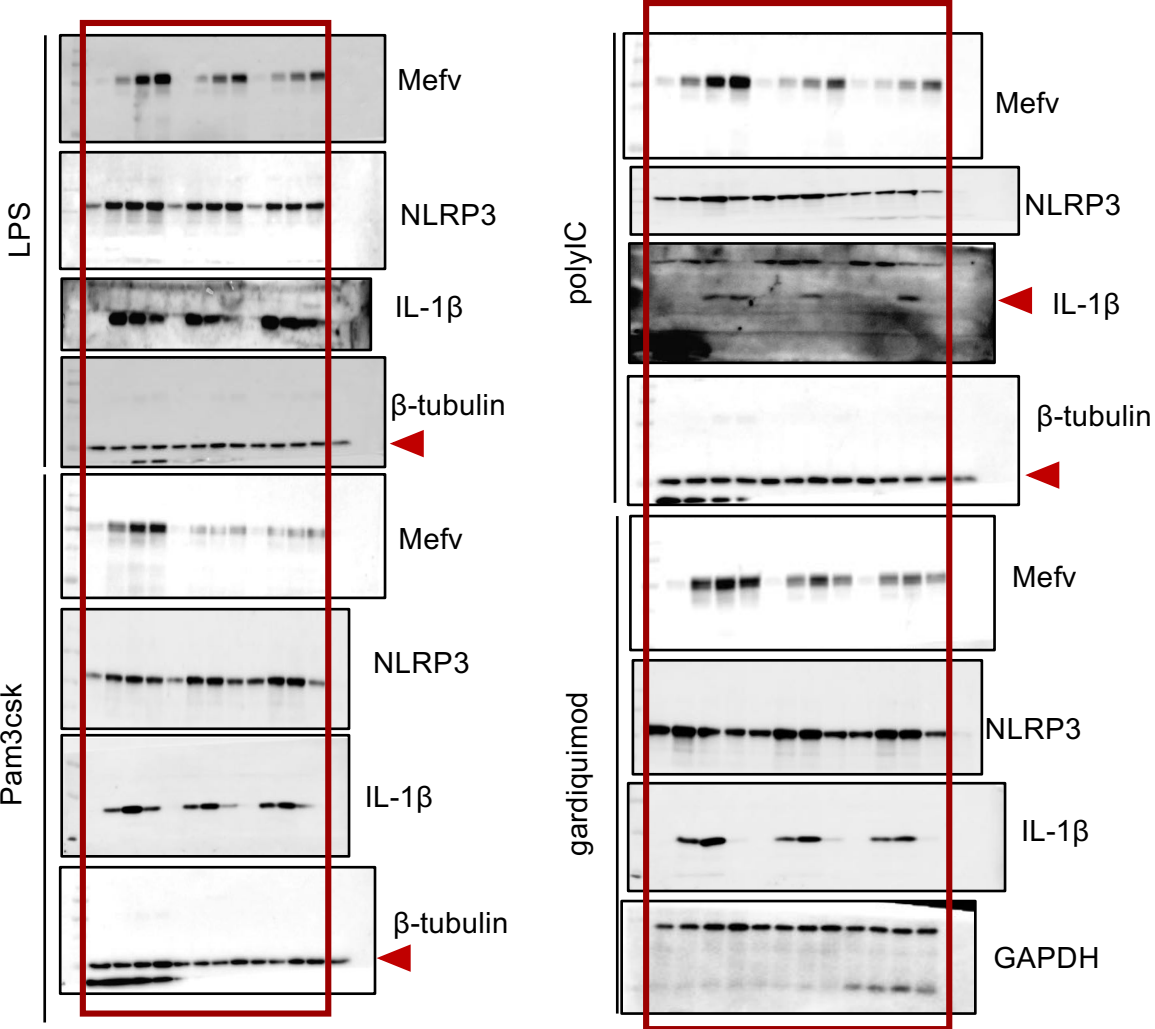 LPS
Mefv
NLRP3
IL-1β
β-tubulin
Pam3csk
Mefv
NLRP3
IL-1β
β-tubulin
polyIC
Mefv
NLRP3
IL-1β
β-tubulin
gardiquimod
Mefv
NLRP3
IL-1β
GAPDH